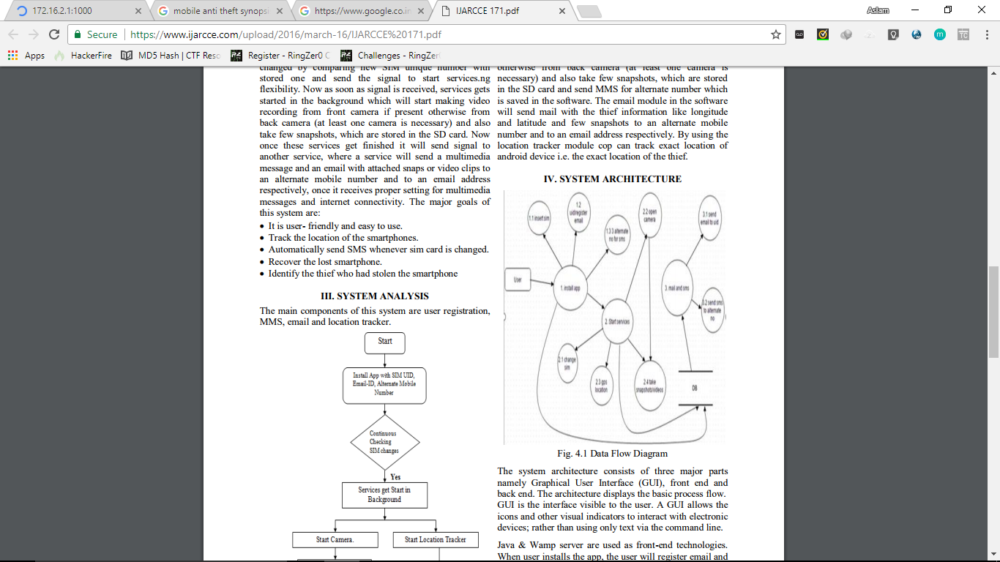 172.16.2.1:1000
mobile anti theft synops
https://www.google.co.in
IJARCCE 171.pdf
Aslam
Secure
https://www.ijarcce.com/upload/2016/march-16/IJARCCE%20171.pdf
Apps
HackerFire
MD5 Hash | CTF Reso
Register - RingZer0 C
Challenges - RingZer
changed by comparing new SIM unique number with
stored one and send the signal to start services.ng
flexibility. Now as soon as signal is received, services gets
started in the background which will start making video
recording from front camera if present otherwise from
back camera (at least one camera is necessary) and also
take few snapshots, which are stored in the SD card. Now
once these services get finished it will send signal to
another service, where a service will send a multimedia
message and an email with attached snaps or video clips to
an alternate mobile number and to an email address
respectively, once it receives proper setting for multimedia
messages and internet connectivity. The major goals of
this system are:
• It is user- friendly and easy to use.
• Track the location of the smartphones.
• Automatically send SMS whenever sim card is changed.
• Recover the lost smartphone.
• Identify the thief who had stolen the smartphone
III. SYSTEM ANALYSIS
The main components of this system are user registration,
MMS, email and location tracker.
Start
Install App with SIM UID,
Email-ID, Alternate Mobile
Number
Continuous
Checking
SIM changes
Yes
Services get Start in
Background
Start Camera.
Start Location Tracker
otherwise from back camera (at least one camera is
necessary) and also take few snapshots, which are stored
in the SD card and send MMS for alternate number which
is saved in the software. The email module in the software
will send mail with the thief information like longitude
and latitude and few snapshots to an alternate mobile
number and to an email address respectively. By using the
location tracker module cop can track exact location of
android device i.e. the exact location of the thief.
IV. SYSTEM ARCHITECTURE
1.1 insert sim
1.2
uid/register
email
1.3 3 alternate
no for sms
2.2 open
camera
3.1 send
email to uid
User
1. install app
3. mail and sms
2. Start services
3.2 send sms
to alternate
no
2.1 change
sim
2.3 gps
location
2.4 take
snapshots/videos
DB
Fig. 4.1 Data Flow Diagram
The system architecture consists of three major parts
namely Graphical User Interface (GUI), front end and
back end. The architecture displays the basic process flow.
GUI is the interface visible to the user. A GUI allows the
icons and other visual indicators to interact with electronic
devices; rather than using only text via the command line.
Java & Wamp server are used as front-end technologies.
When user installs the app, the user will register email and